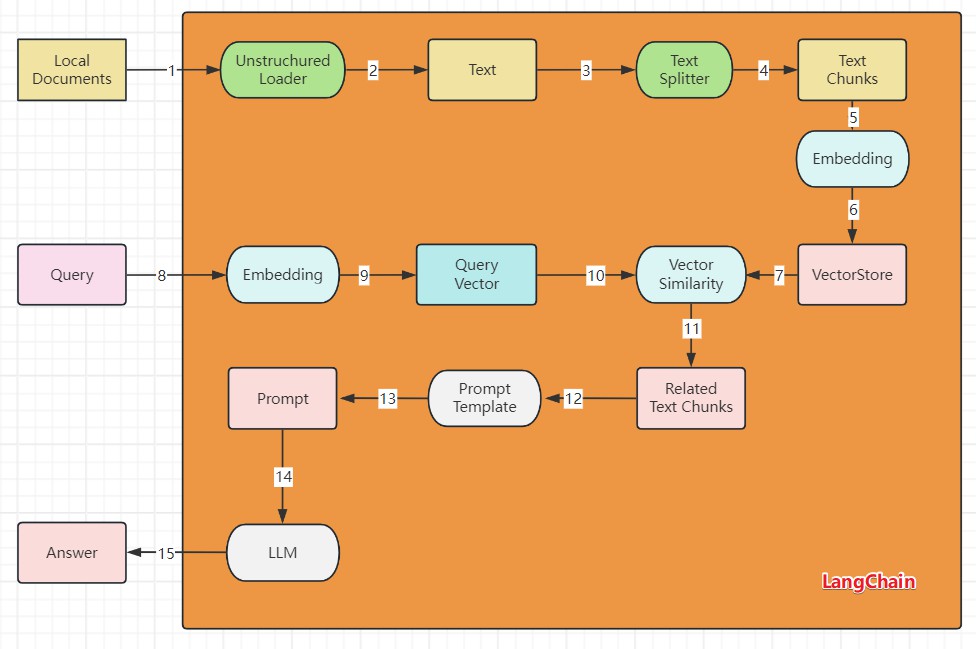 Local
Documents
1
Unstruchured
Loader
2
Text
3
Text
Splitter
4
Text
Chunks
5
Embedding
6
Query
8
Embedding
9
Query
Vector
10
Vector
Similarity
7
VectorStore
11
Prompt
13
Prompt
Template
12
Related
Text Chunks
14
Answer
15
LLM
LangChain